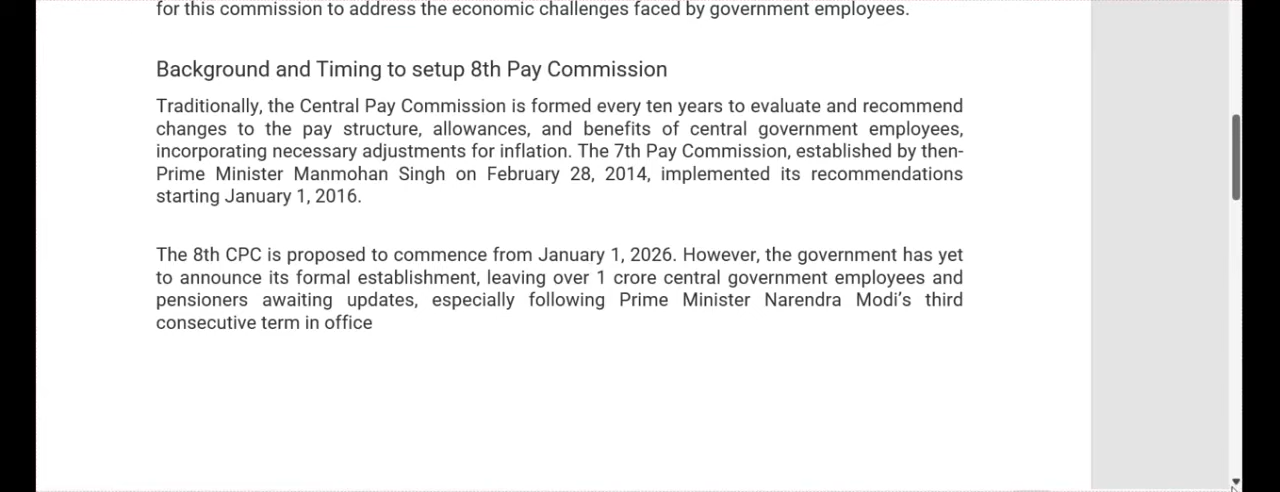 for this commission to address the economic challenges faced by government employees.
Background and Timing to setup 8th Pay Commission
Traditionally, the Central Pay Commission is formed every ten years to evaluate and recommend
changes to the pay structure, allowances, and benefits of central government employees,
incorporating necessary adjustments for inflation. The 7th Pay Commission, established by then-
Prime Minister Manmohan Singh on February 28, 2014, implemented its recommendations
starting January 1, 2016.
The 8th CPC is proposed to commence from January 1, 2026. However, the government has yet
to announce its formal establishment, leaving over 1 crore central government employees and
pensioners awaiting updates, especially following Prime Minister Narendra Modi’s third
consecutive term in office